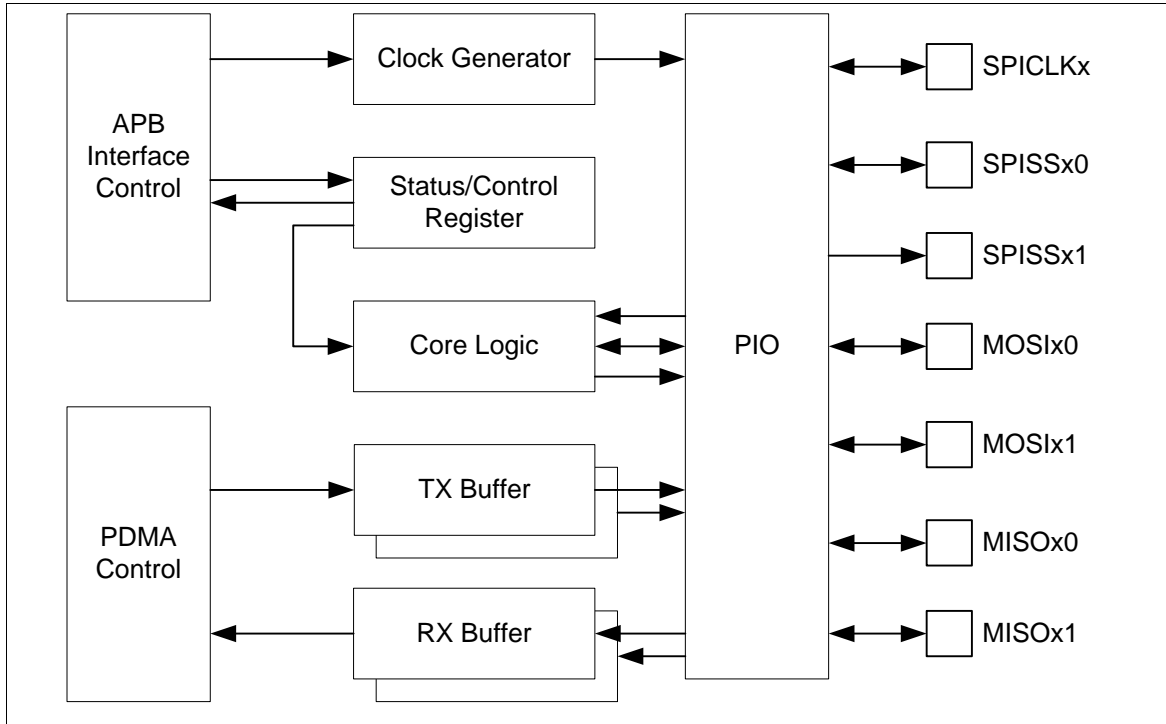 APB
Interface
Control
Clock Generator
Status/Control
Register
Core Logic
PDMA
Control
TX Buffer
RX Buffer
PIO
SPICLKx
SPISSx0
SPISSx1
MOSIx0
MOSIx1
MISOx0
MISOx1